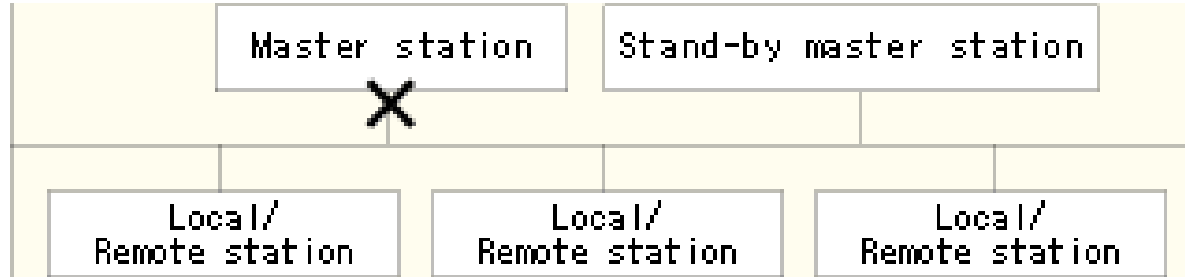 Master station
Stand-by master station
Local/
Remote station
Local/
Remote station
Local/
Remote station